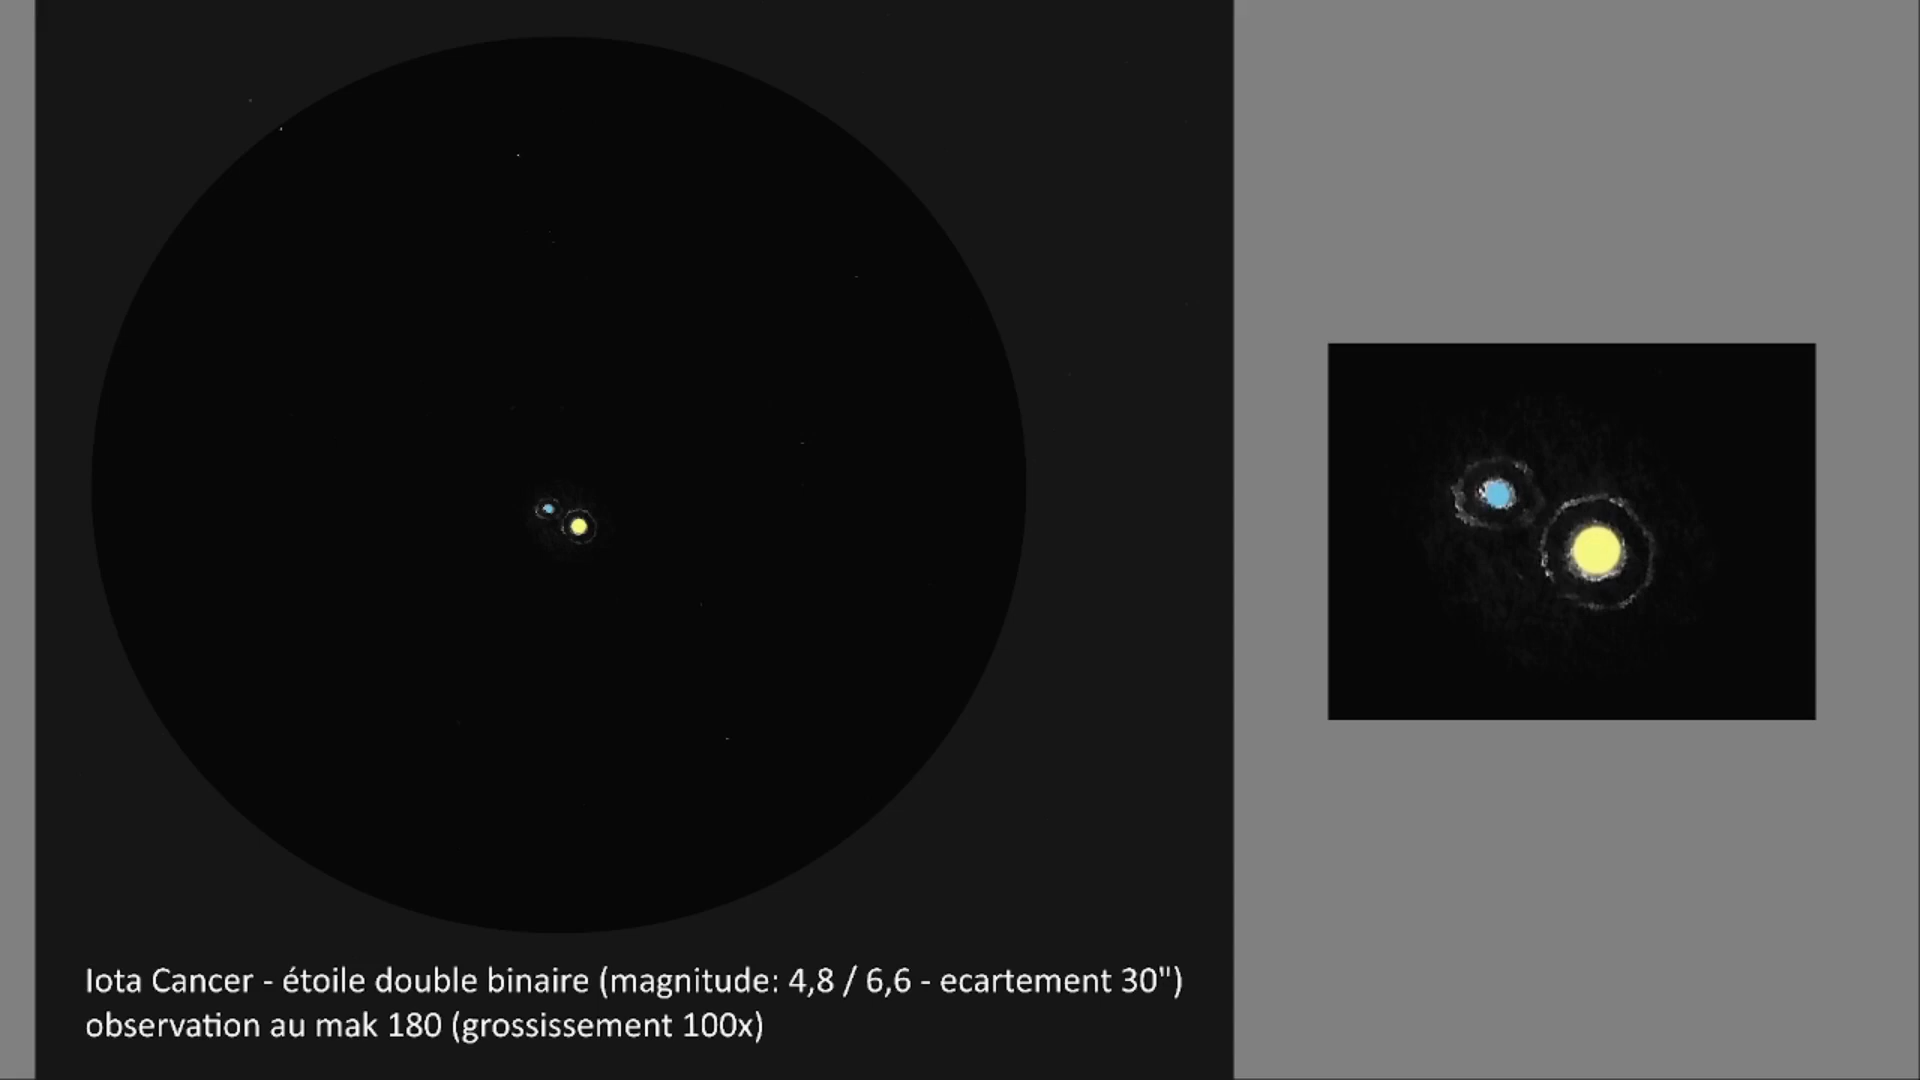 Iota Cancer - étoile double binaire (magnitude: 4,8 / 6,6 - ecartement 30")
observation au mak 180 (grossissement 100x)